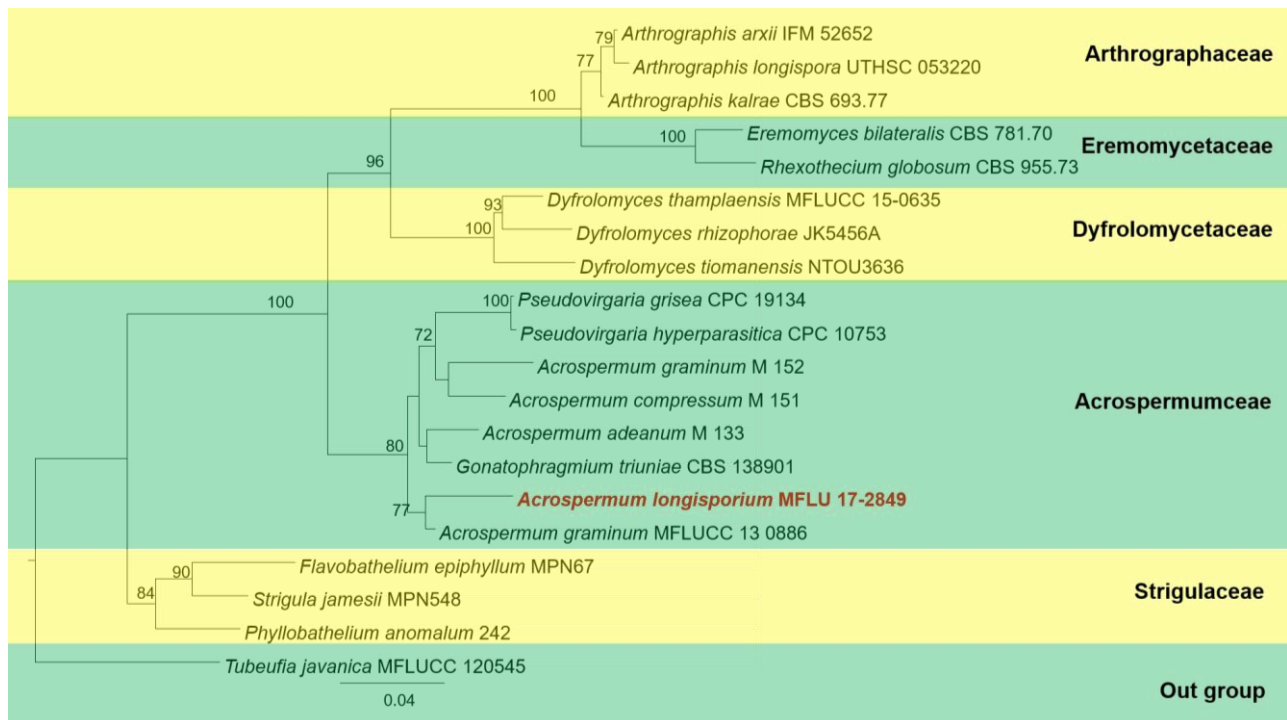 79
Arthrographis arxii IFM 52652
Arthrographaceae
77
Arthrographis longispora UTHSC 053220
100
Arthrographis kalrae CBS 693.77
100
Eremomyces bilateralis CBS 781.70
Eremomycetaceae
96
Rhexothecium globosum CBS 955.73
93
Dyfrolomyces thamplaensis MFLUCC 15-0635
100
Dyfrolomyces rhizophorae JK5456A
Dyfrolomycetaceae
Dyfrolomyces tiomanensis NTOU3636
100
100
Pseudovirgaria grisea CPC 19134
72
Pseudovirgaria hyperparasitica CPC 10753
Acrospermum graminum M 152
Acrospermum compressum M 151
Acrospermumceae
80
Acrospermum adeanum M 133
Gonatophragmium triuniae CBS 138901
77
Acrospermum longisporium MFLU 17-2849
Acrospermum graminum MFLUCC 13 0886
90
Flavobathelium epiphyllum MPN67
84
Strigula jamesii MPN548
Strigulaceae
Phyllobathelium anomalum 242
Tubeufia javanica MFLUCC 120545
0.04
Out group